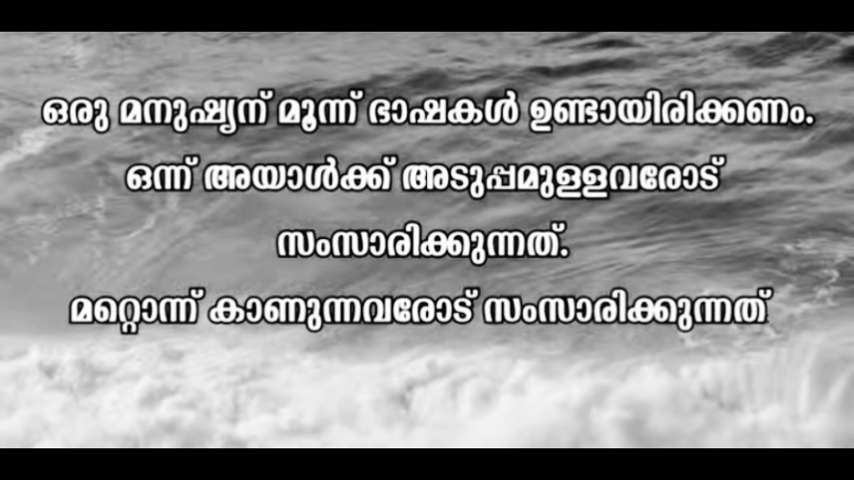 ഒരു മനുഷ്യന് മൂന്ന് ഭാഷകൾ ഉണ്ടായിരിക്കണം.
ഒന്ന് അയാൾക്ക് അടുപ്പമുള്ളവരോട്
സംസാരിക്കുന്നത്.
മറ്റൊന്ന് കാണുന്നവരോട് സംസാരിക്കുന്നത്